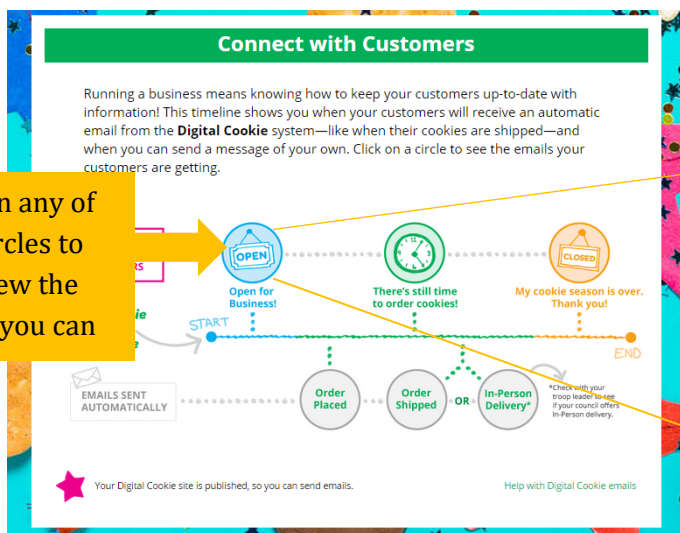 Connect with Customers
Running a business means knowing how to keep your customers up-to-date with
information! This timeline shows you when your customers will receive an automatic
email from the Digital Cookie system—like when their cookies are shipped—and
when you can send a message of your own. Click on a circle to see the emails your
customers are getting.
n any of
rcles to
ew the
you can
RS
OPEN
CLOSED
Open for
Business!
There's still time
to order cookies!
My cookie season is over.
Thank you!
START
END
EMAILS SENT
AUTOMATICALLY
Order
Placed
Order
Shipped
OR
In-Person
Delivery*
*Check with your
troop leader to see
if your council offers
In-Person delivery.
Your Digital Cookie site is published, so you can send emails.
Help with Digital Cookie emails